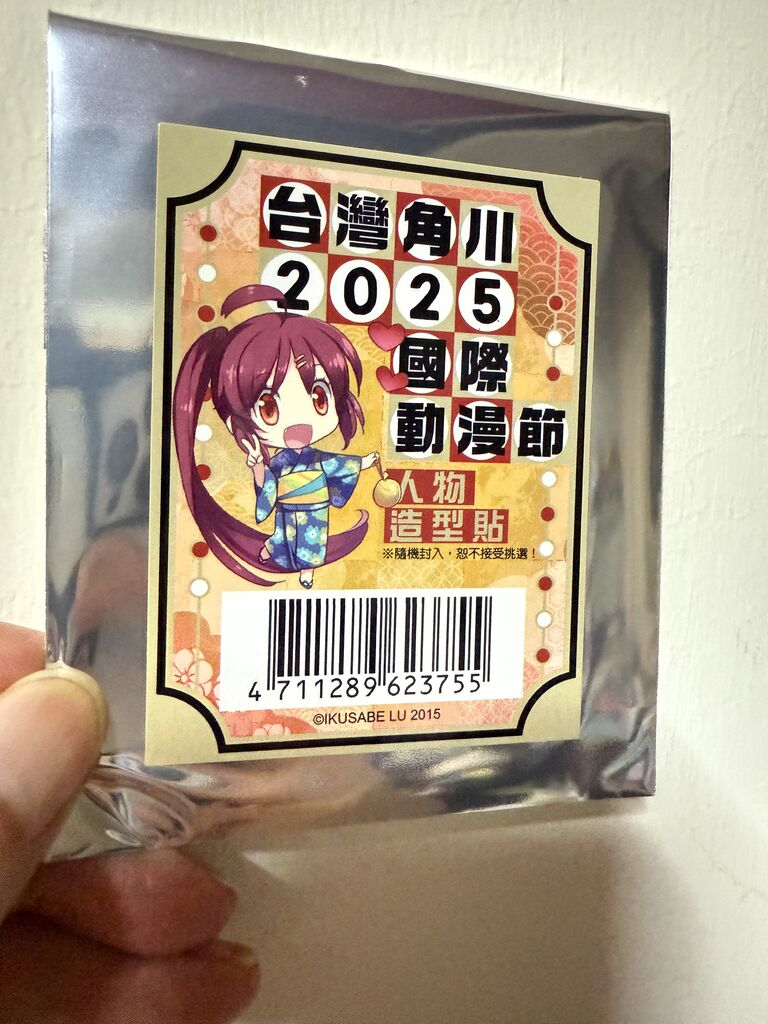 台灣角川
2025
國際
動漫節
人物
造型貼
※隨機封入，恕不接受挑選！
4 711289 623755
©IKUSABE LU 2015